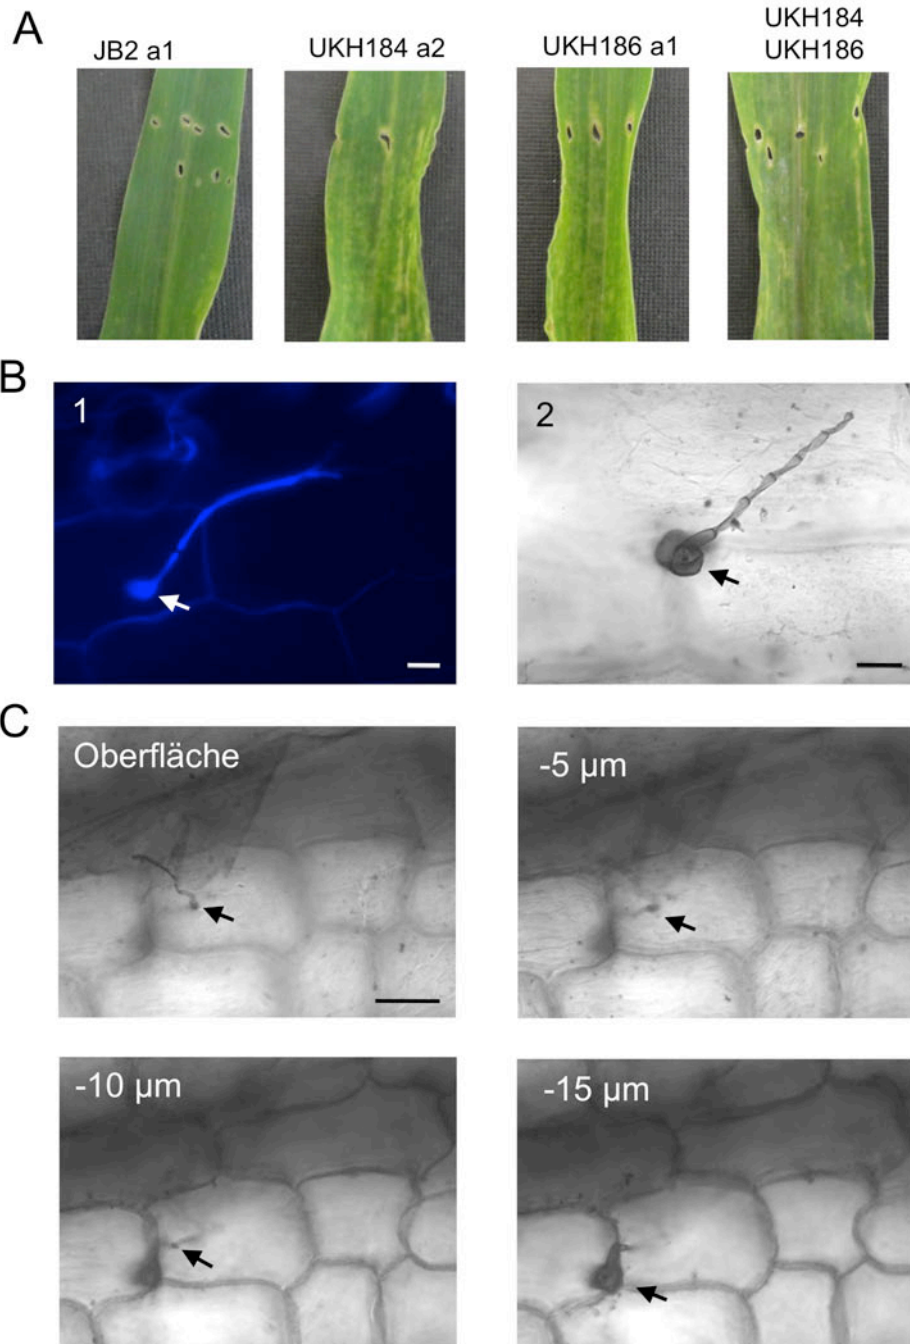 A
JB2 a1
UKH184 a2
UKH186 a1
UKH184
UKH186
B
1
2
C
Oberfläche
-5 µm
-10 µm
-15 µm